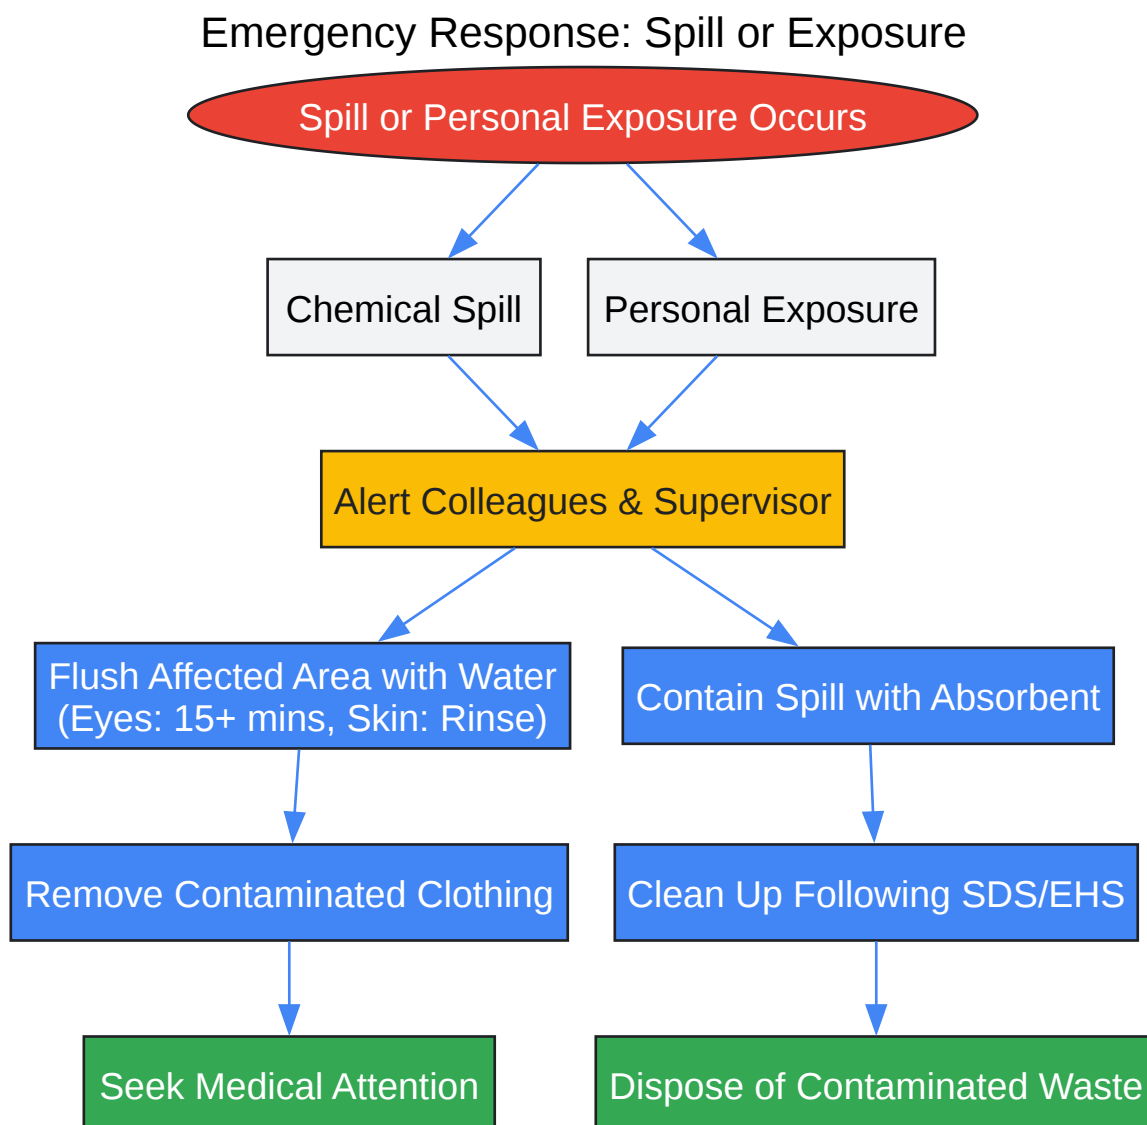 Emergency Response: Spill or Exposure
Spill or Personal Exposure Occurs
Chemical Spill
Personal Exposure
Alert Colleagues & Supervisor
Flush Affected Area with Water
(Eyes: 15+ mins, Skin: Rinse)
Contain Spill with Absorbent
Remove Contaminated Clothing
Clean Up Following SDS/EHS
Seek Medical Attention
Dispose of Contaminated Waste